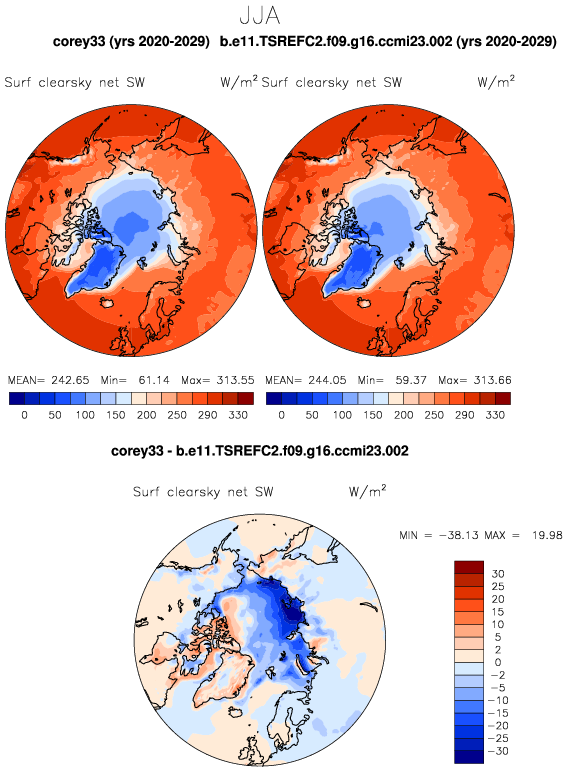 JJA
corey33 (yrs 2020-2029) b.e11.TSREFC2.f09.g16.ccmi23.002 (yrs 2020-2029)
Surf clearsky net SW W/m² Surf clearsky net SW W/m²
MEAN= 242.65 Min= 61.14 Max= 313.55 MEAN= 244.05 Min= 59.37 Max= 313.66
0 50 100 150 200 250 290 330 0 50 100 150 200 250 290 330
corey33 - b.e11.TSREFC2.f09.g16.ccmi23.002
Surf clearsky net SW W/m²
MIN = -38.13 MAX = 19.98
30
25
20
15
10
5
2
0
-2
-5
-10
-15
-20
-25
-30